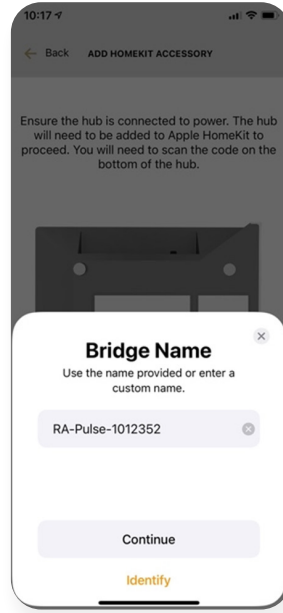 10:17
Back ADD HOMEKIT ACCESSORY
Ensure the hub is connected to power. The hub
will need to be added to Apple HomeKit to
proceed. You will need to scan the code on the
bottom of the hub.
Bridge Name
Use the name provided or enter a
custom name.
RA-Pulse-1012352
Continue
Identify